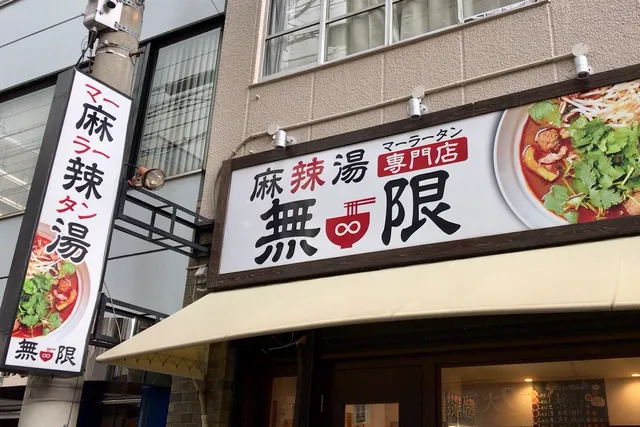 マー麻ラー辣タン湯
無限
麻辣湯
マーラータン
専門店
無限